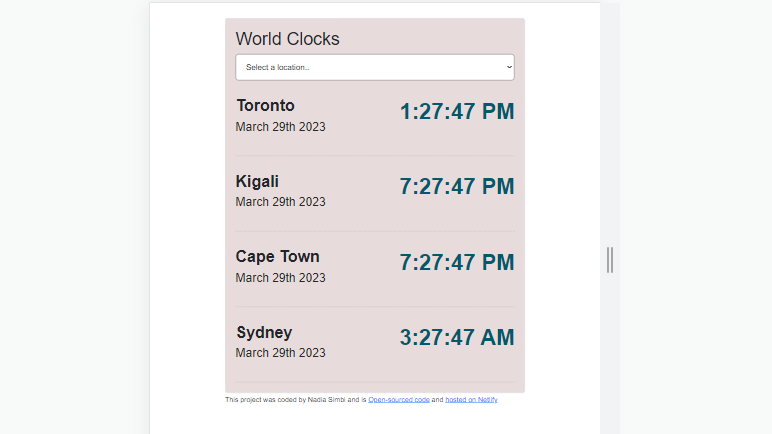 World Clocks
Select a location..
Toronto
1:27:47 PM
March 29th 2023
Kigali
7:27:47 PM
March 29th 2023
Cape Town
7:27:47 PM
March 29th 2023
Sydney
3:27:47 AM
March 29th 2023
This project was coded by Nadia Simbi and is Open-sourced code and hosted on Netlify